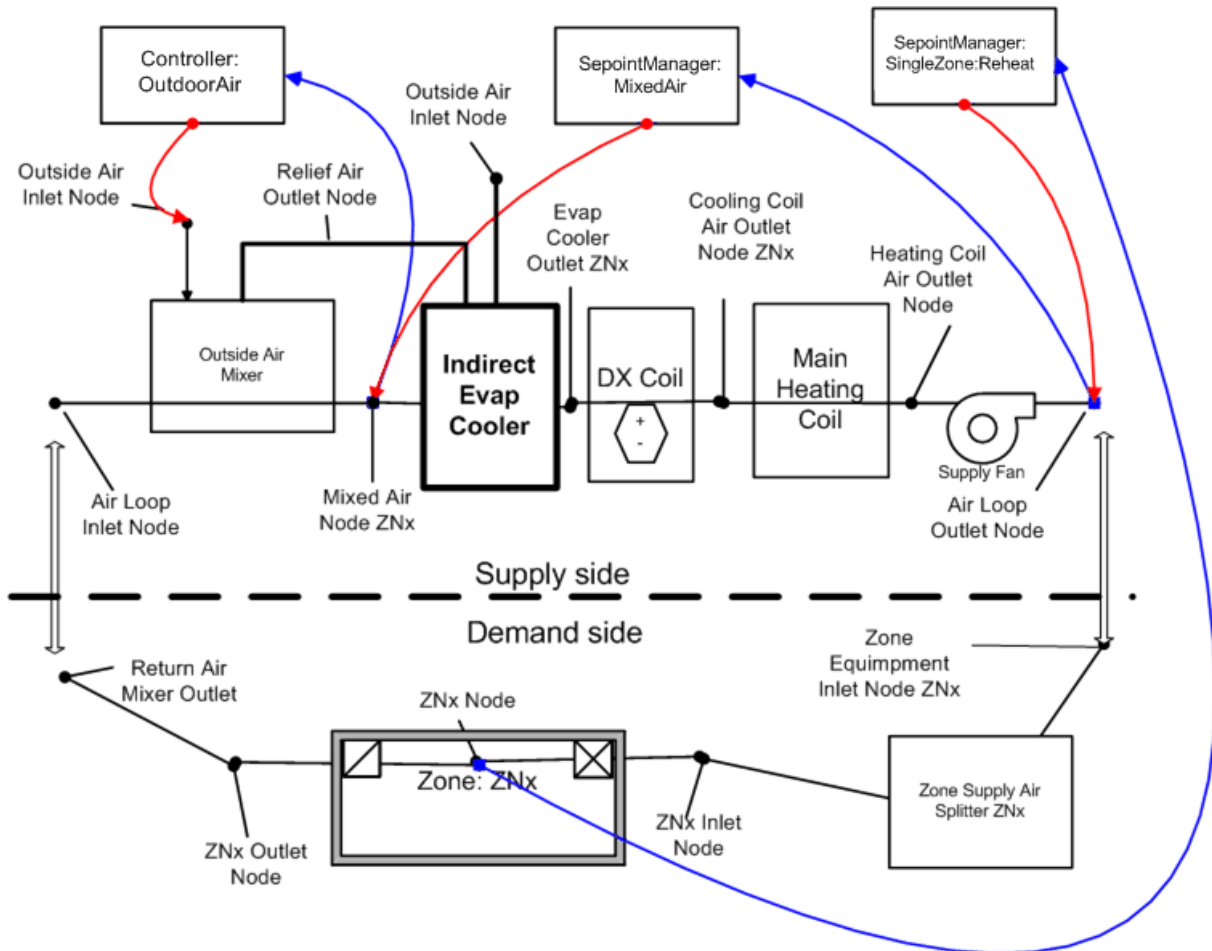 Controller:
OutdoorAir
SepointManager:
MixedAir
SepointManager:
SingleZone:Reheat
Outside Air
Inlet Node
Outside Air
Inlet Node
Relief Air
Outlet Node
Evap
Cooler
Outlet ZNx
Cooling Coil
Air Outlet
Node ZNx
Heating Coil
Air Outlet
Node
Outside Air
Mixer
Indirect
Evap
Cooler
DX Coil
+
-
Main
Heating
Coil
Supply Fan
Air Loop
Inlet Node
Mixed Air
Node ZNx
Air Loop
Outlet Node
Supply side
Demand side
Return Air
Mixer Outlet
ZNx Node
Zone
Equimpment
Inlet Node ZNx
Zone: ZNx
Zone Supply Air
Splitter ZNx
ZNx Outlet
Node
ZNx Inlet
Node